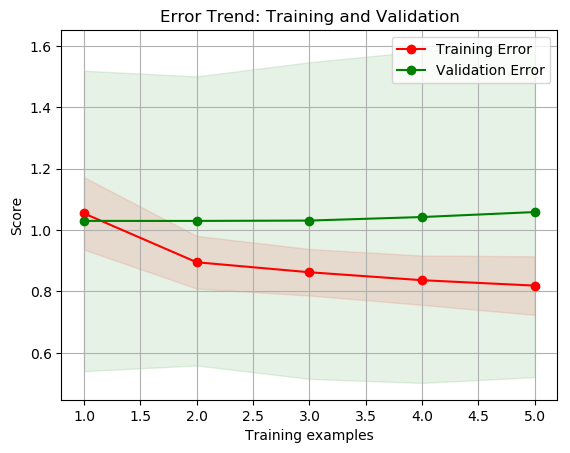 Error Trend: Training and Validation
Training Error
Validation Error
Score
1.6
1.4
1.2
1.0
0.8
0.6
1.0 1.5 2.0 2.5 3.0 3.5 4.0 4.5 5.0
Training examples